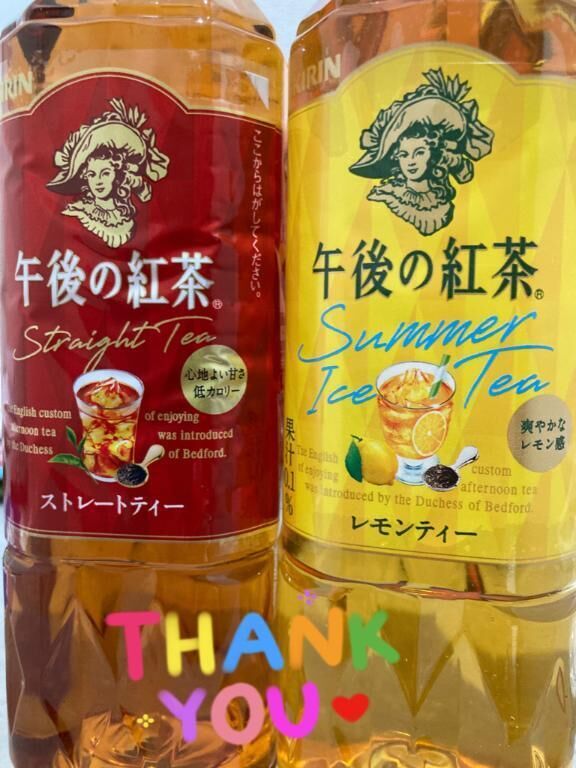 KIRIN
午後の紅茶®
Straight Tea
心地よい甘さ
低カロリー
The English custom of enjoying
afternoon tea was introduced
by the Duchess of Bedford.
ストレートティー
ここからはがしてください。
KIRIN
午後の紅茶®
Summer
Ice Tea
爽やかな
レモン感
果汁0.1%
The English custom
of enjoying afternoon tea
was introduced by the Duchess of Bedford.
レモンティー
THANK
YOU